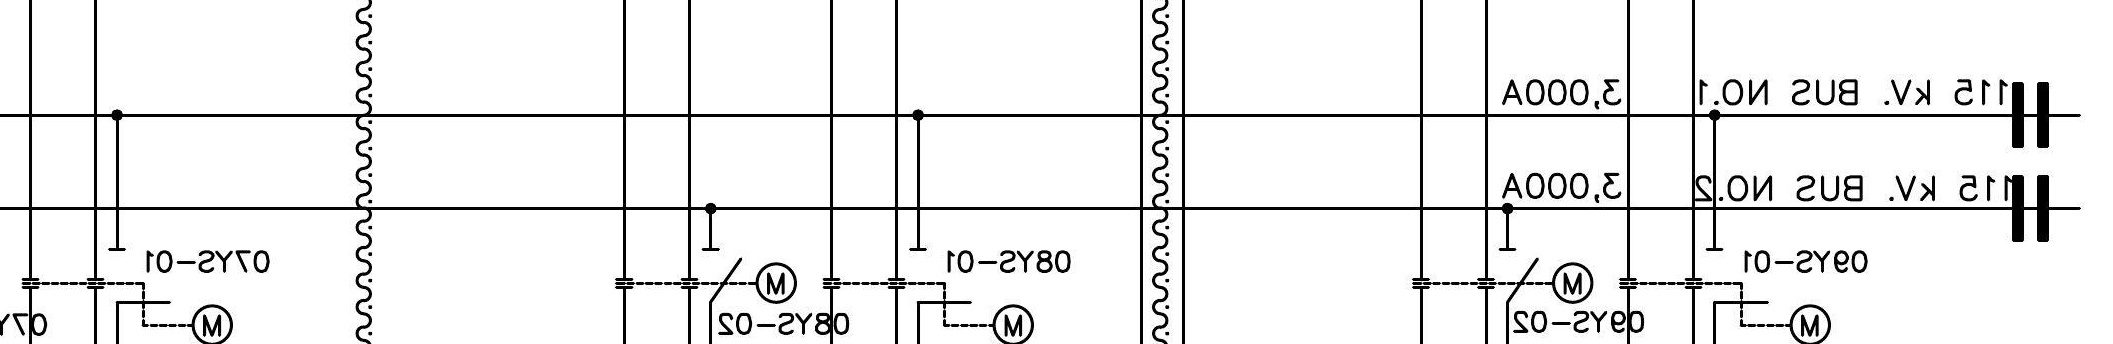 115 kV. BUS NO.1 3,000A
115 kV. BUS NO.2 3,000A
09YS-01
08YS-01
07YS-01
M
M
M
M
M
09YS-02
08YS-02
07Y